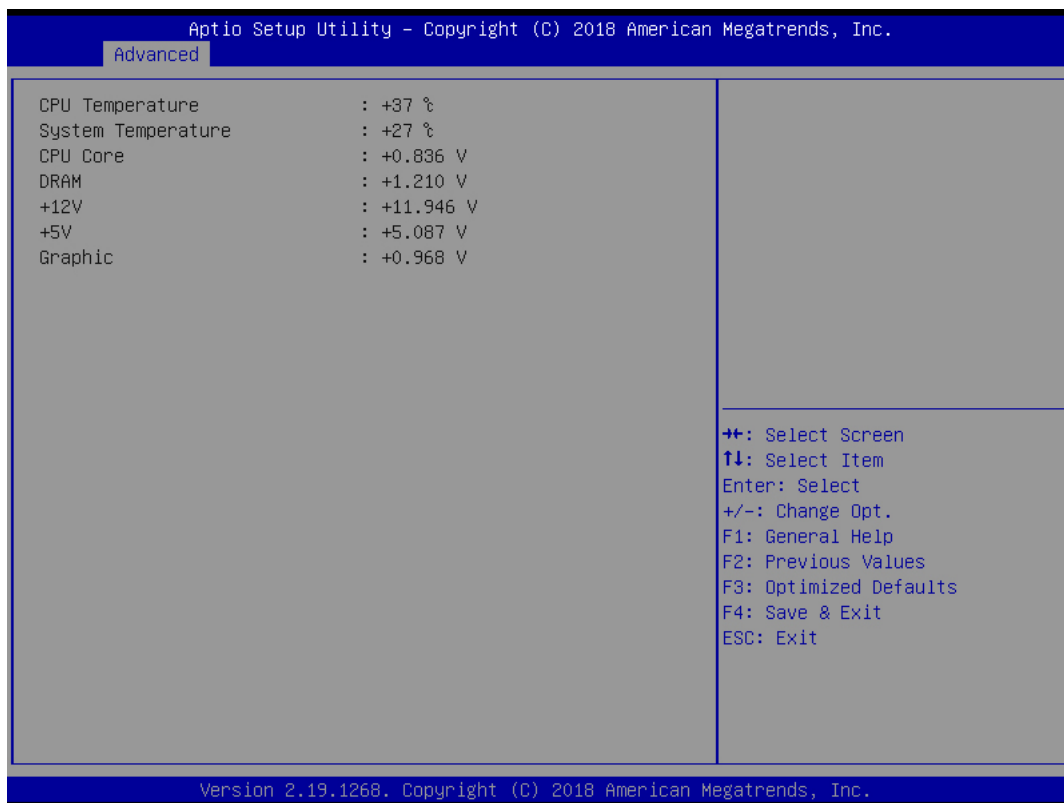 Aptio Setup Utility – Copyright (C) 2018 American Megatrends, Inc.
Advanced
CPU Temperature : +37 ℃
System Temperature : +27 ℃
CPU Core : +0.836 V
DRAM : +1.210 V
+12V : +11.946 V
+5V : +5.087 V
Graphic : +0.968 V
→←: Select Screen
↑↓: Select Item
Enter: Select
+/-: Change Opt.
F1: General Help
F2: Previous Values
F3: Optimized Defaults
F4: Save & Exit
ESC: Exit
Version 2.19.1268. Copyright (C) 2018 American Megatrends, Inc.